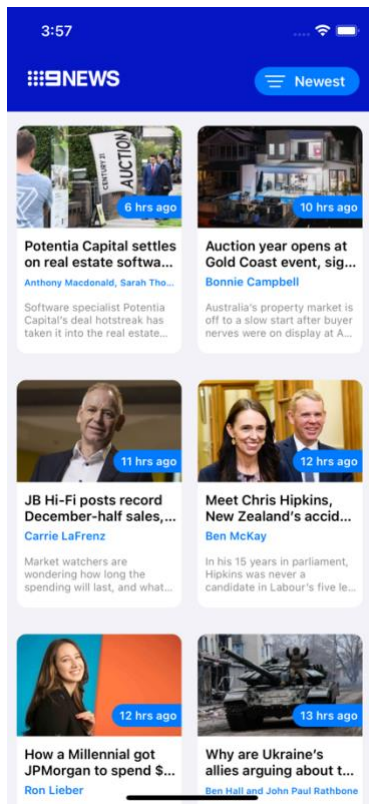 3:57
9NEWS
Newest
CENTURY 21
AUCTION
6 hrs ago
Potentia Capital settles
on real estate softwa...
Anthony Macdonald, Sarah Tho...
Software specialist Potentia
Capital's deal hotstreak has
taken it into the real estate...
10 hrs ago
Auction year opens at
Gold Coast event, sig...
Bonnie Campbell
Australia's property market is
off to a slow start after buyer
nerves were on display at A...
11 hrs ago
JB Hi-Fi posts record
December-half sales,...
Carrie LaFrenz
Market watchers are
wondering how long the
spending will last, and what...
12 hrs ago
Meet Chris Hipkins,
New Zealand's accid...
Ben McKay
In his 15 years in parliament,
Hipkins was never a
candidate in Labour's five le...
12 hrs ago
How a Millennial got
JPMorgan to spend $...
Ron Lieber
13 hrs ago
Why are Ukraine's
allies arguing about t...
Ben Hall and John Paul Rathbone